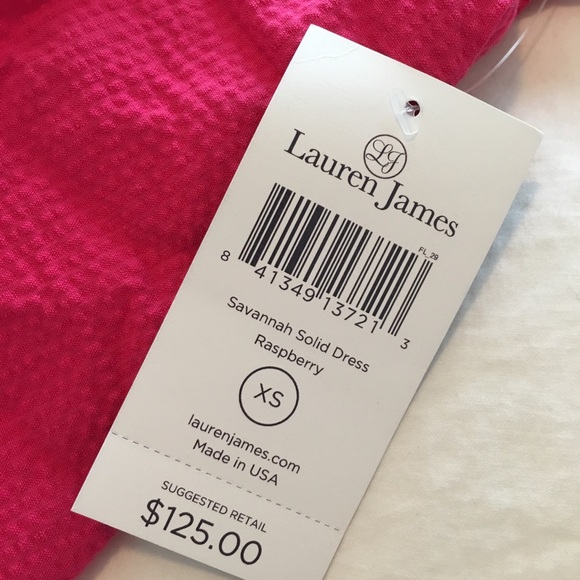 LJ
Lauren James
FL_29
8 41349 13721 3
Savannah Solid Dress
Raspberry
XS
laurenjames.com
Made in USA
SUGGESTED RETAIL
$125.00